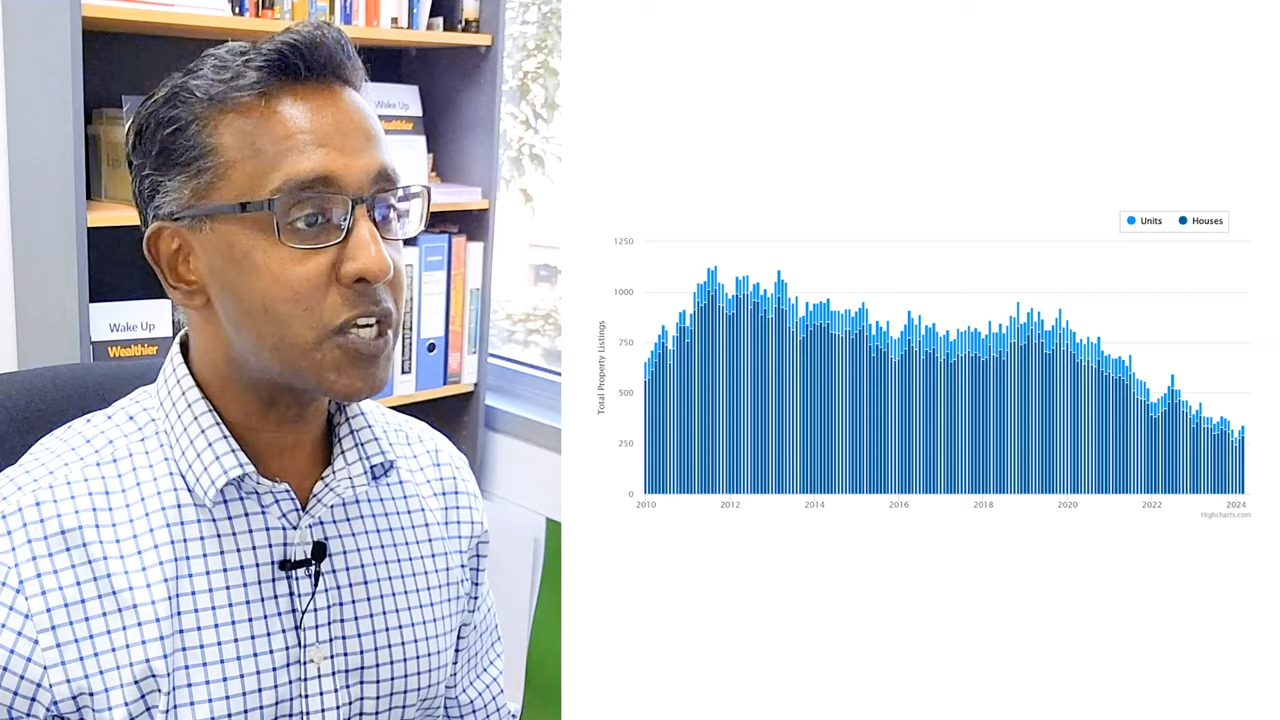 Wake Up
Wealthier
Wake Up
Wealthier
Units
Houses
Total Property Listings
1250
1000
750
500
250
0
2010
2012
2014
2016
2018
2020
2022
2024
Highcharts.com